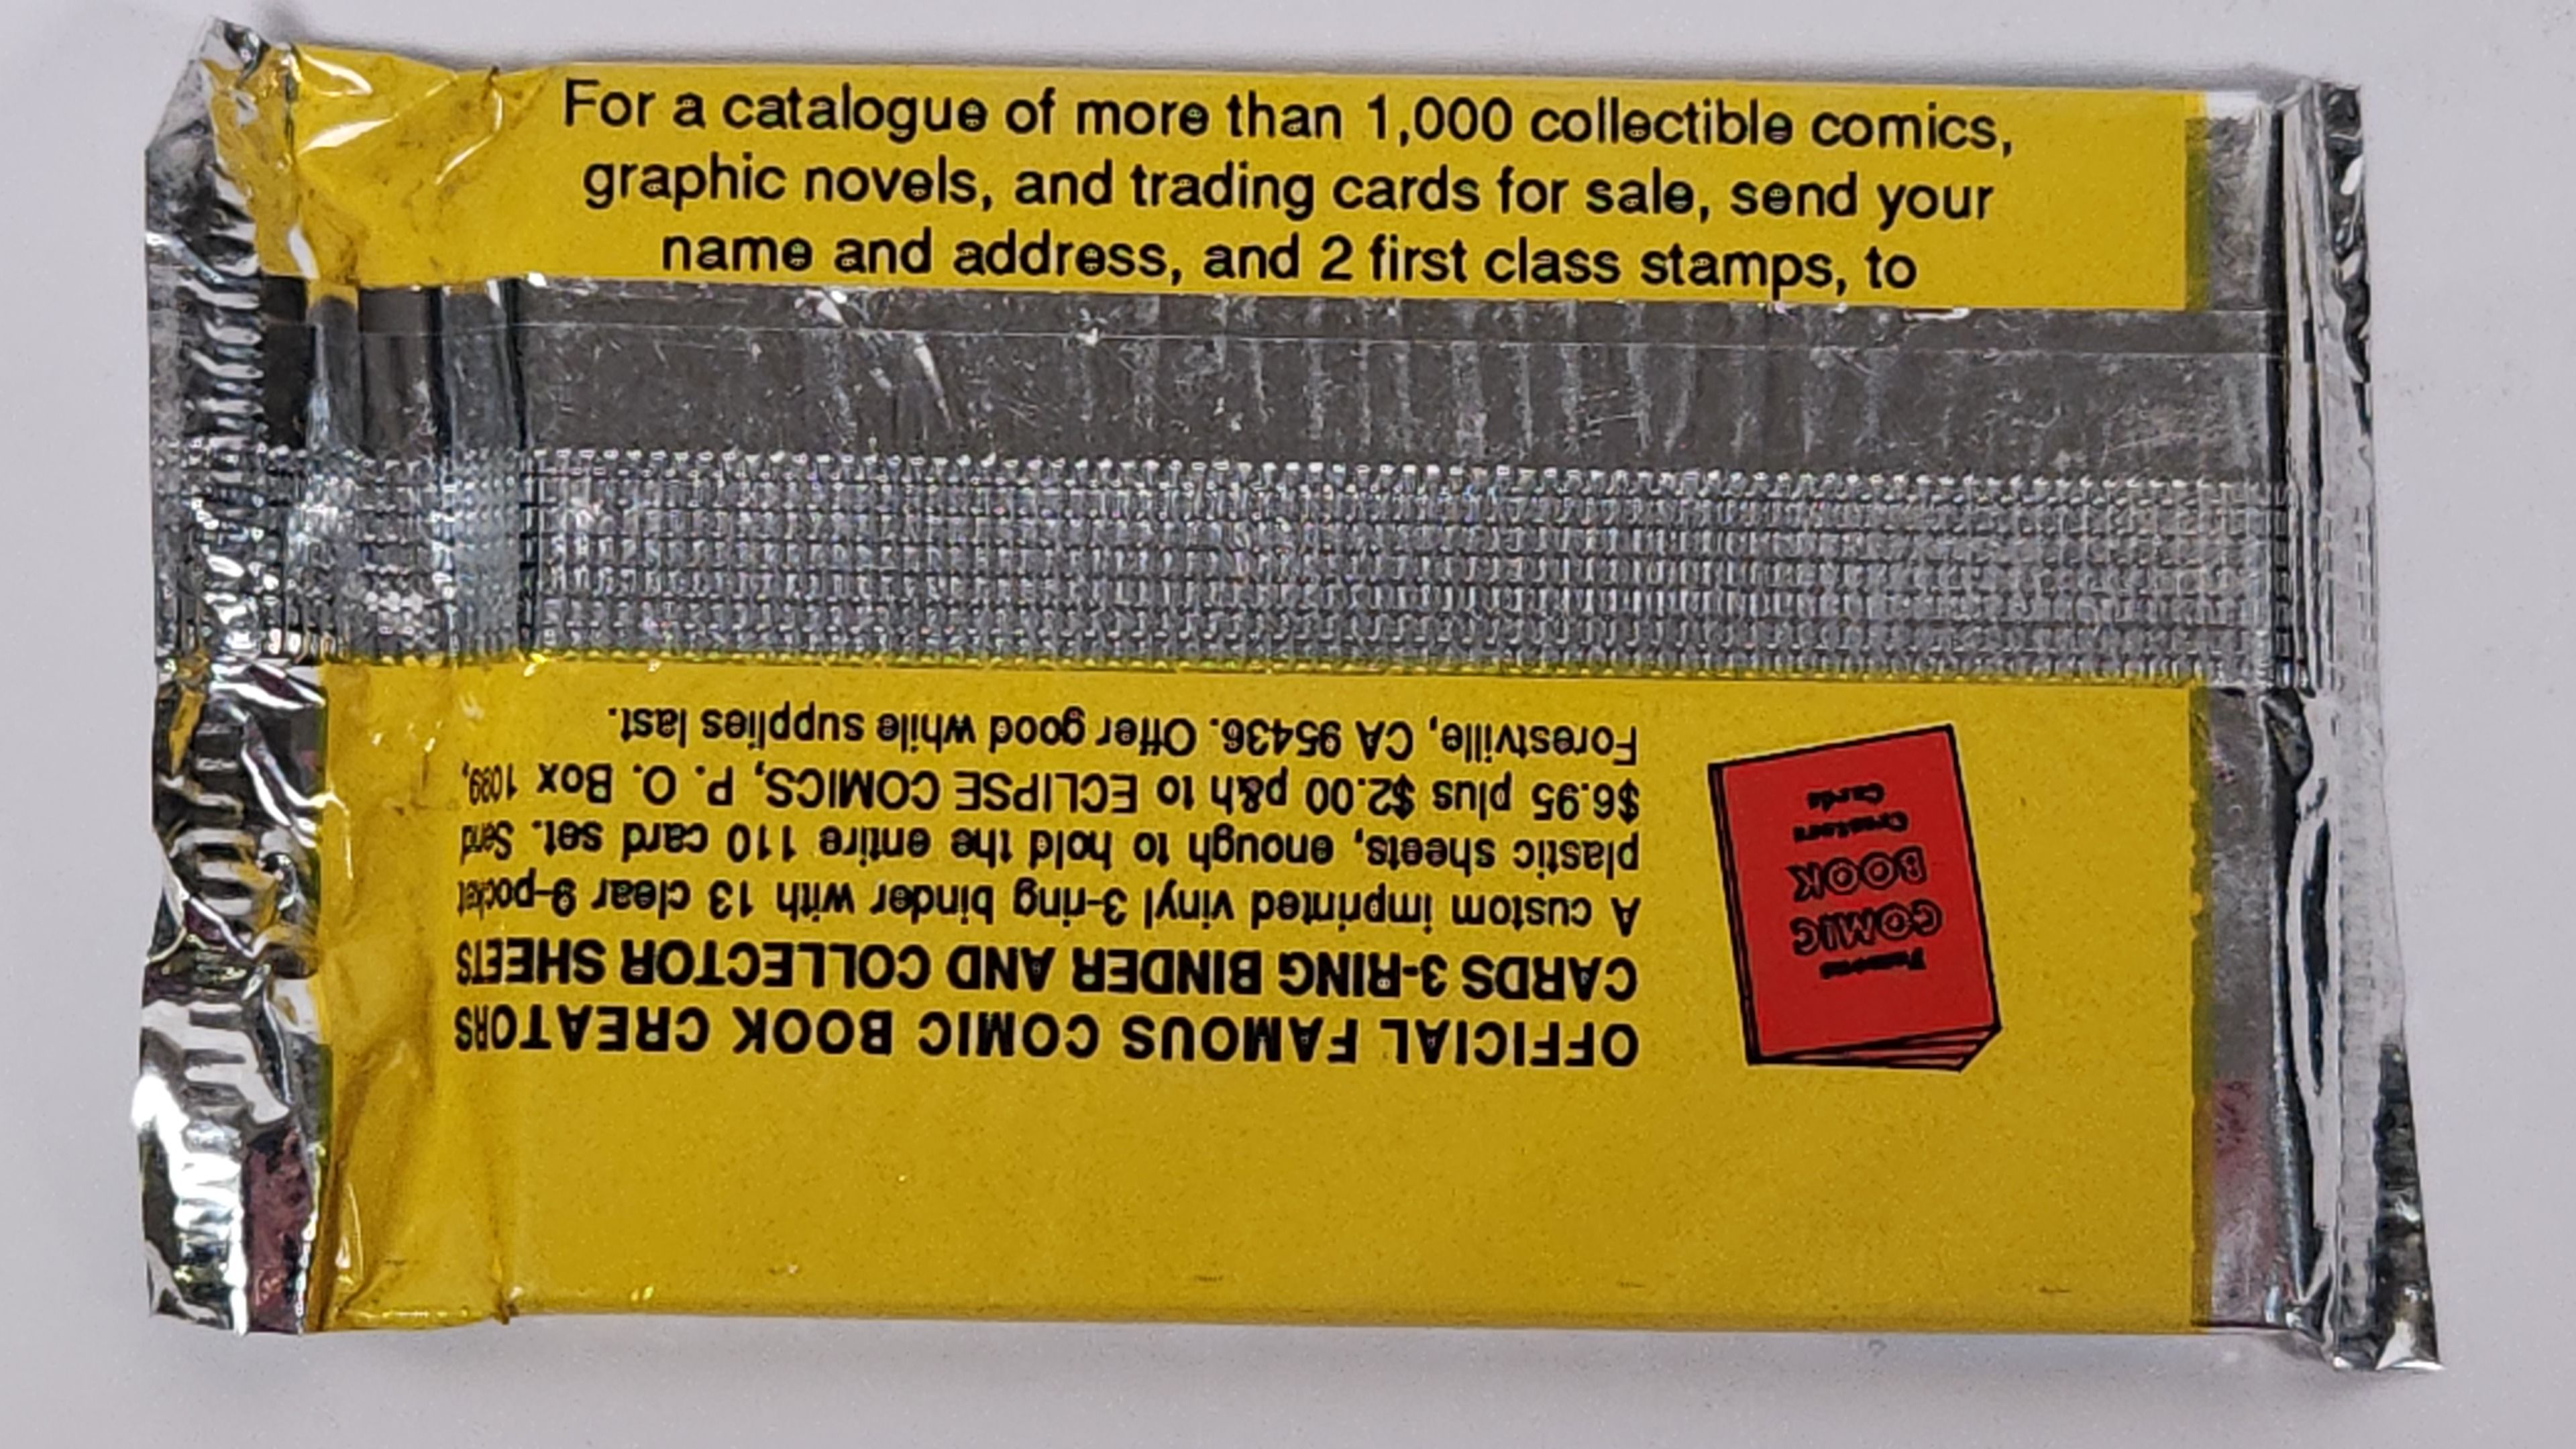 For a catalogue of more than 1,000 collectible comics,
graphic novels, and trading cards for sale, send your
name and address, and 2 first class stamps, to
OFFICIAL FAMOUS COMIC BOOK CREATORS
CARDS 3-RING BINDER AND COLLECTOR SHEETS
A custom imprinted vinyl 3-ring binder with 13 clear 9-pocket
plastic sheets, enough to hold the entire 110 card set. Send
$6.95 plus $2.00 p&h to ECLIPSE COMICS, P. O. Box 1099,
Forestville, CA 95436. Offer good while supplies last.
Famous
COMIC
BOOK
Creators
Cards